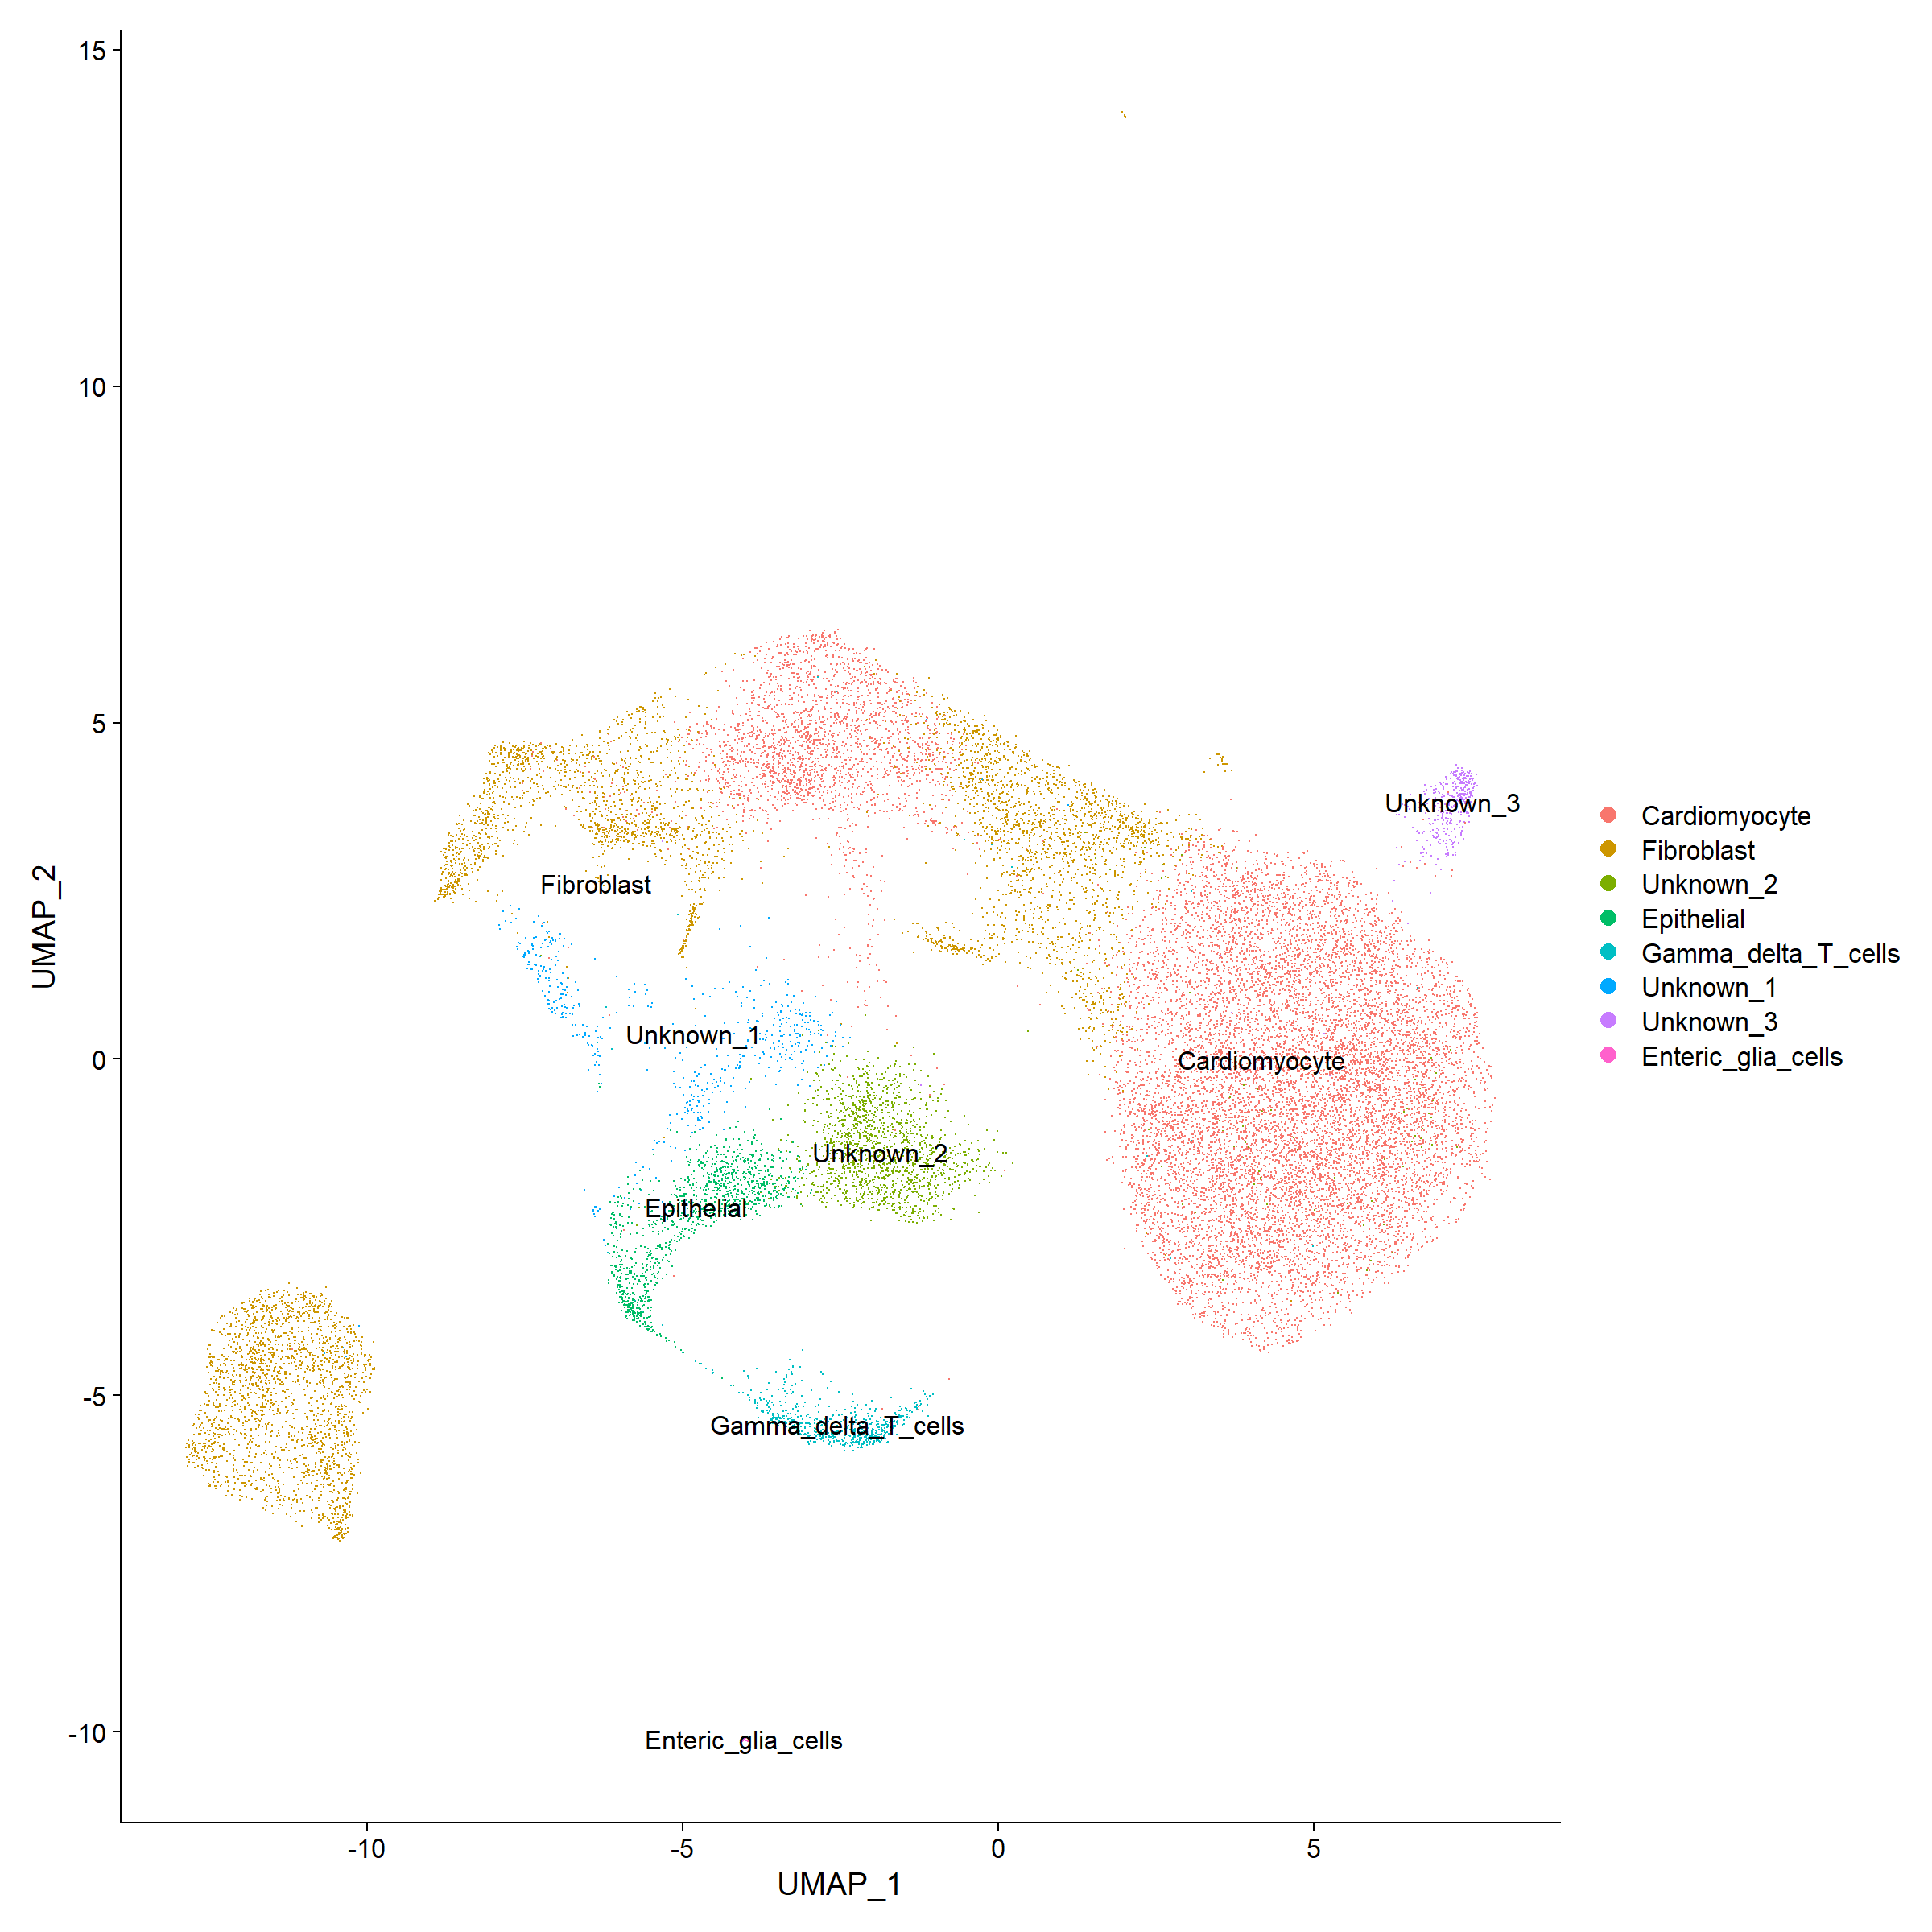 15
10
5
0
-5
-10
UMAP_2
-10
-5
0
5
UMAP_1
Unknown_3
Fibroblast
Unknown_1
Cardiomyocyte
Unknown_2
Epithelial
Gamma_delta_T_cells
Enteric_glia_cells
Cardiomyocyte
Fibroblast
Unknown_2
Epithelial
Gamma_delta_T_cells
Unknown_1
Unknown_3
Enteric_glia_cells